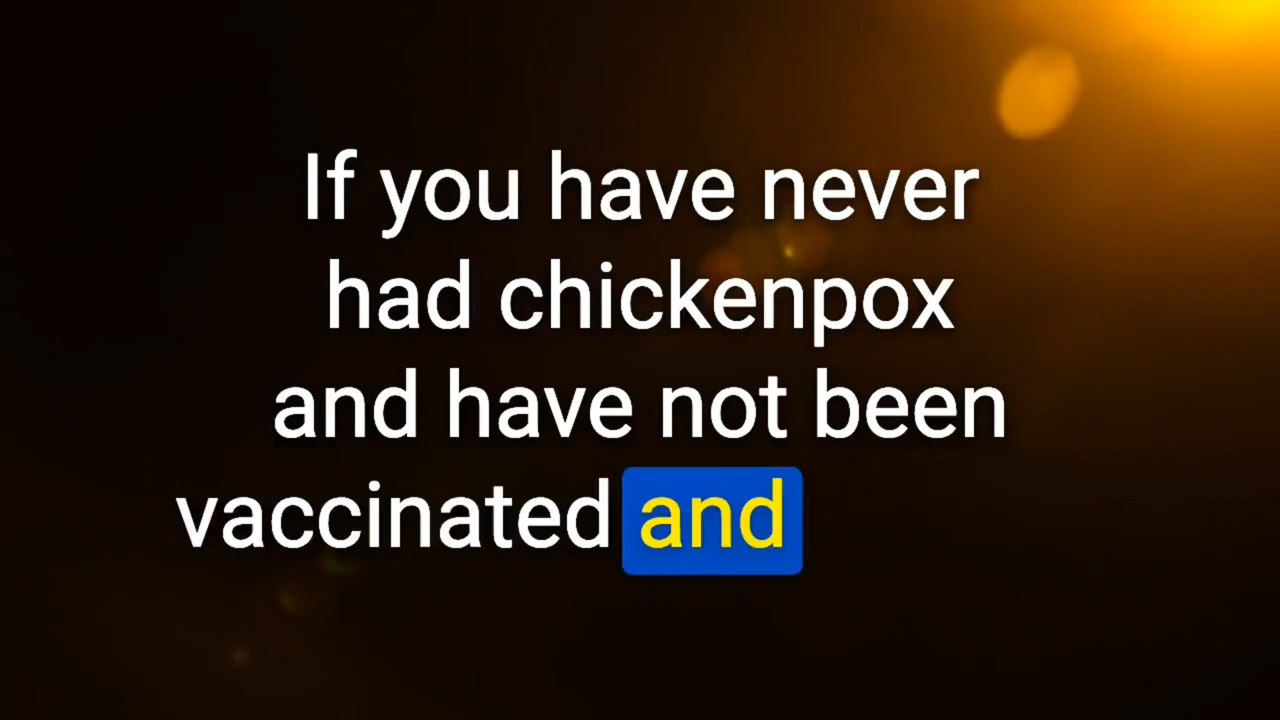 If you have never
had chickenpox
and have not been
vaccinated and